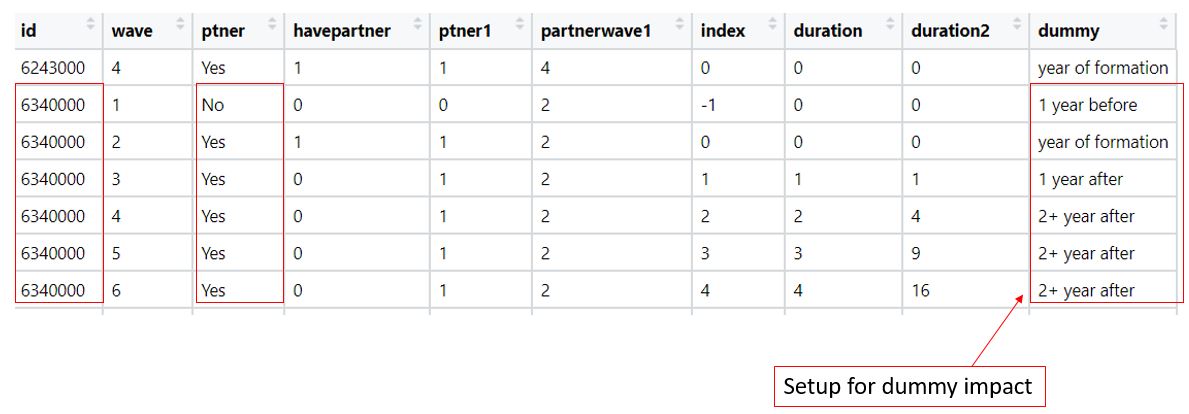 id wave ptner havepartner ptner1 partnerwave1 index duration duration2 dummy
6243000 4 Yes 1 1 4 0 0 0 year of formation
6340000 1 No 0 0 2 -1 0 0 1 year before
6340000 2 Yes 1 1 2 0 0 0 year of formation
6340000 3 Yes 0 1 2 1 1 1 1 year after
6340000 4 Yes 0 1 2 2 2 4 2+ year after
6340000 5 Yes 0 1 2 3 3 9 2+ year after
6340000 6 Yes 0 1 2 4 4 16 2+ year after
Setup for dummy impact